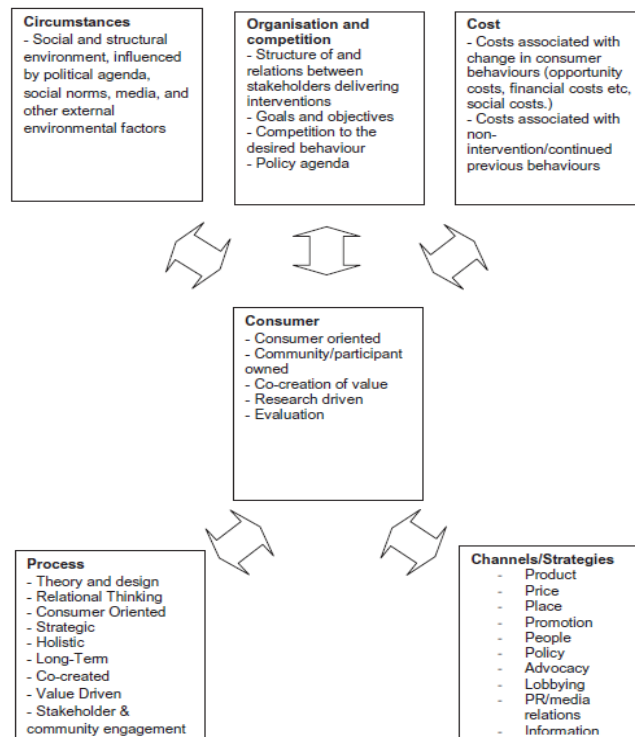 Circumstances
- Social and structural
environment, influenced
by political agenda,
social norms, media, and
other external
environmental factors
Organisation and
competition
- Structure of and
relations between
stakeholders delivering
interventions
- Goals and objectives
- Competition to the
desired behaviour
- Policy agenda
Cost
- Costs associated with
change in consumer
behaviours (opportunity
costs, financial costs etc,
social costs.)
- Costs associated with
non-
intervention/continued
previous behaviours
Consumer
- Consumer oriented
- Community/participant
owned
- Co-creation of value
- Research driven
- Evaluation
Process
- Theory and design
- Relational Thinking
- Consumer Oriented
- Strategic
- Holistic
- Long-Term
- Co-created
- Value Driven
- Stakeholder &
community engagement
Channels/Strategies
- Product
- Price
- Place
- Promotion
- People
- Policy
- Advocacy
- Lobbying
- PR/media
relations
- Information